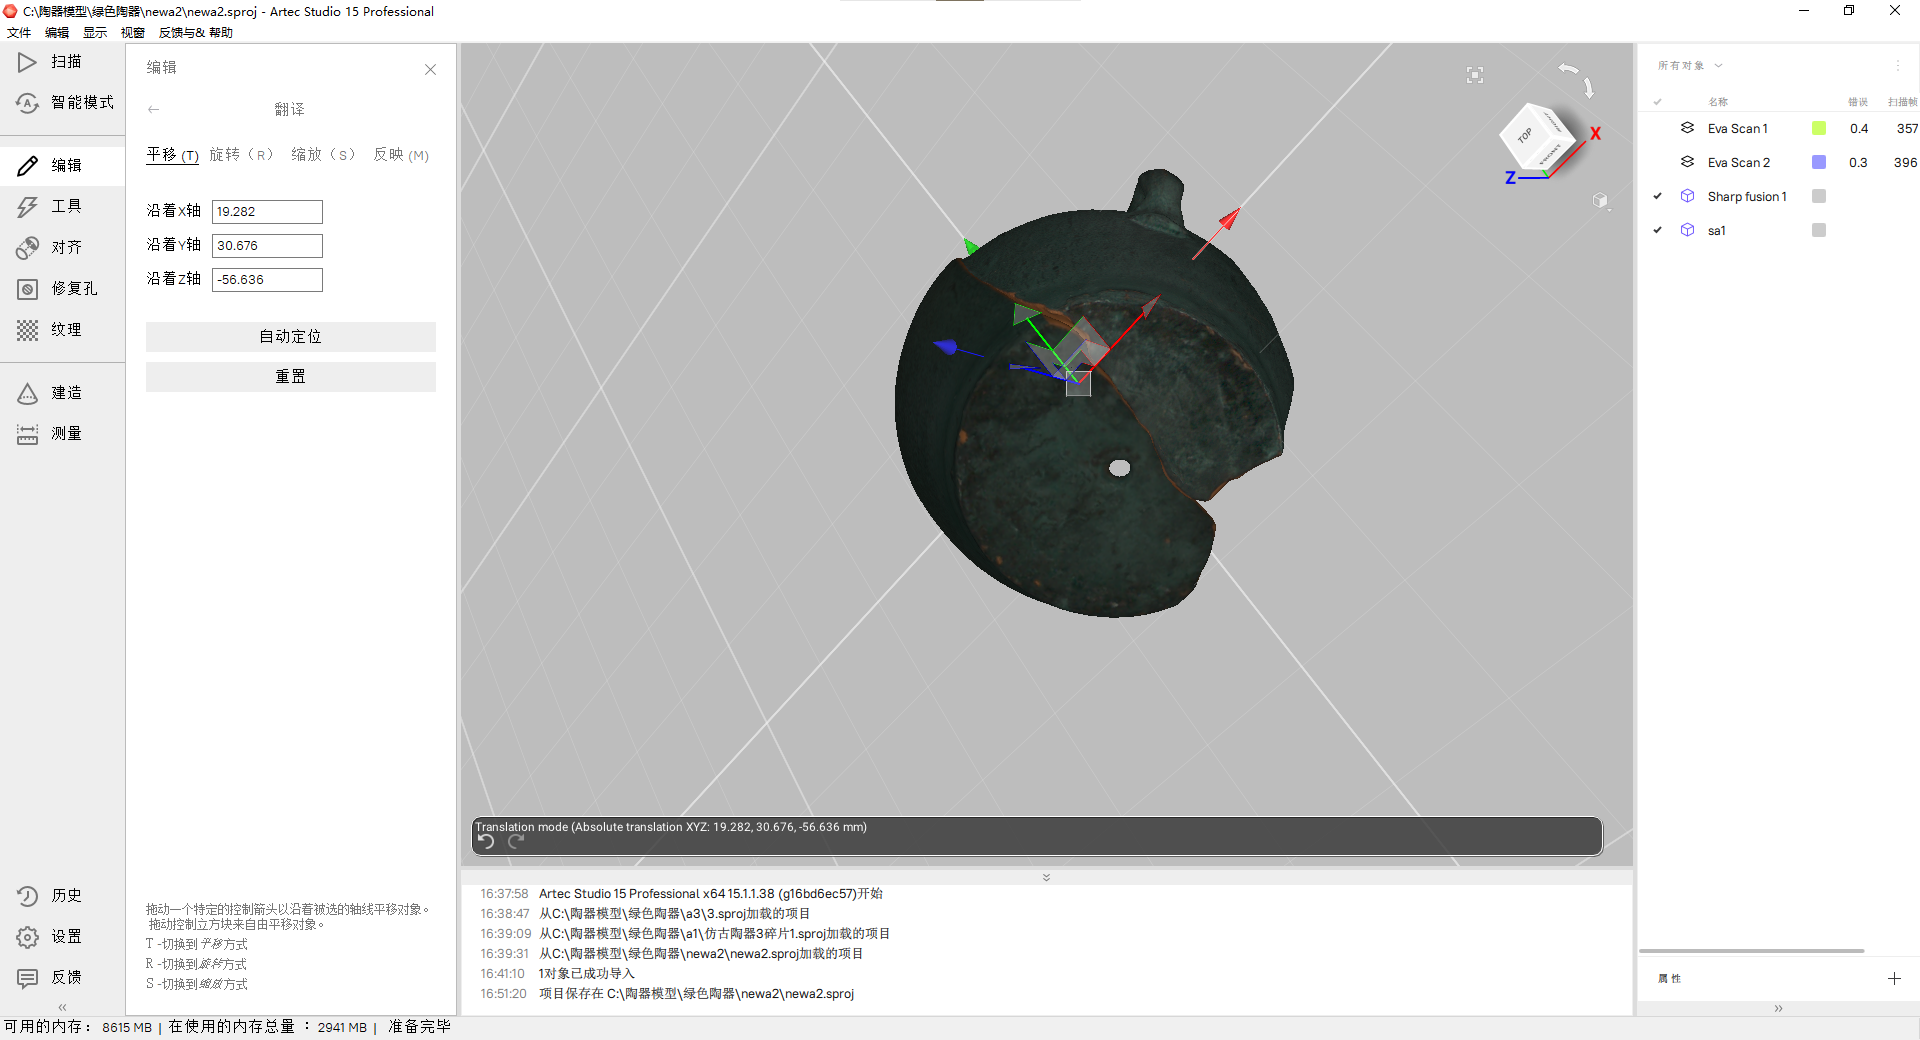 C:\陶器模型\绿色陶器\newa2\newa2.sproj - Artec Studio 15 Professional
文件 编辑 显示 视窗 反馈与& 帮助
扫描
智能模式
编辑
工具
对齐
修复孔
纹理
建造
测量
历史
设置
反馈
编辑
翻译
平移 (T) 旋转 (R) 缩放 (S) 反映 (M)
沿着X轴 19.282
沿着Y轴 30.676
沿着Z轴 -56.636
自动定位
重置
拖动一个特定的控制箭头以沿着被选的轴线平移对象。
拖动控制立方块来自由平移对象。
T -切换到平移方式
R -切换到旋转方式
S -切换到缩放方式
TOP
RIGHT
FRONT
X
Z
Translation mode (Absolute translation XYZ: 19.282, 30.676, -56.636 mm)
16:37:58 Artec Studio 15 Professional x64 15.1.1.38 (g16bd6ec57)开始
16:38:47 从C:\陶器模型\绿色陶器\a3\3.sproj加载的项目
16:39:09 从C:\陶器模型\绿色陶器\a1\仿古陶器3碎片1.sproj加载的项目
16:39:31 从C:\陶器模型\绿色陶器\newa2\newa2.sproj加载的项目
16:41:10 1对象已成功导入
16:51:20 项目保存在 C:\陶器模型\绿色陶器\newa2\newa2.sproj
所有对象
名称 错误 扫描帧
Eva Scan 1 0.4 357
Eva Scan 2 0.3 396
Sharp fusion 1
sa1
属性
可用的内存: 8615 MB | 在使用的内存总量 : 2941 MB | 准备完毕